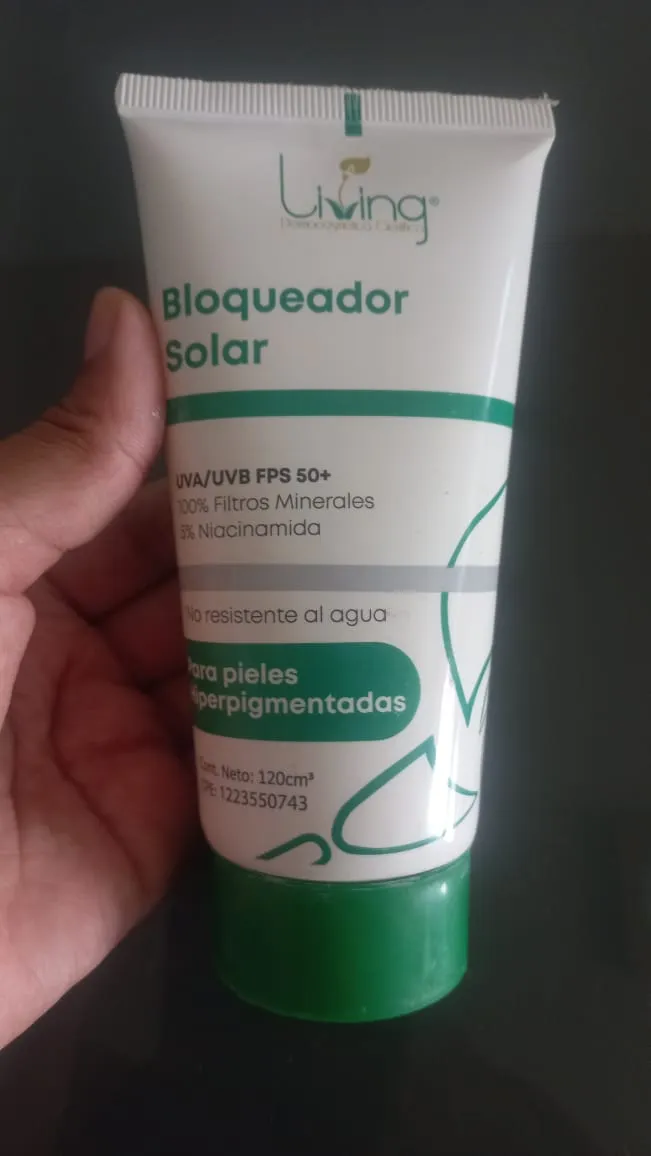 Living®
Bloqueador
Solar
UVA/UVB FPS 50+
100% Filtros Minerales
5% Niacinamida
No resistente al agua
Para pieles
Hiperpigmentadas
Cont. Neto: 120cm³
CPE: 1223550743